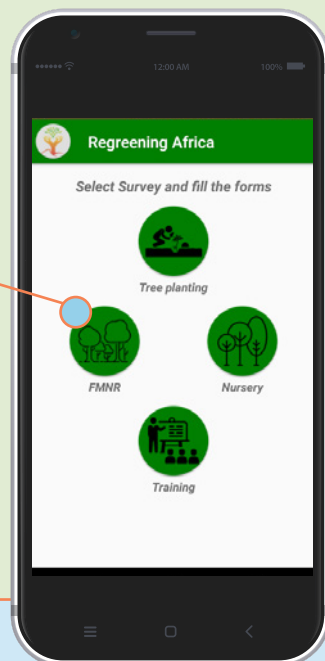 12:00 AM
100%
Regreening Africa
Select Survey and fill the forms
Tree planting
FMNR
Nursery
Training